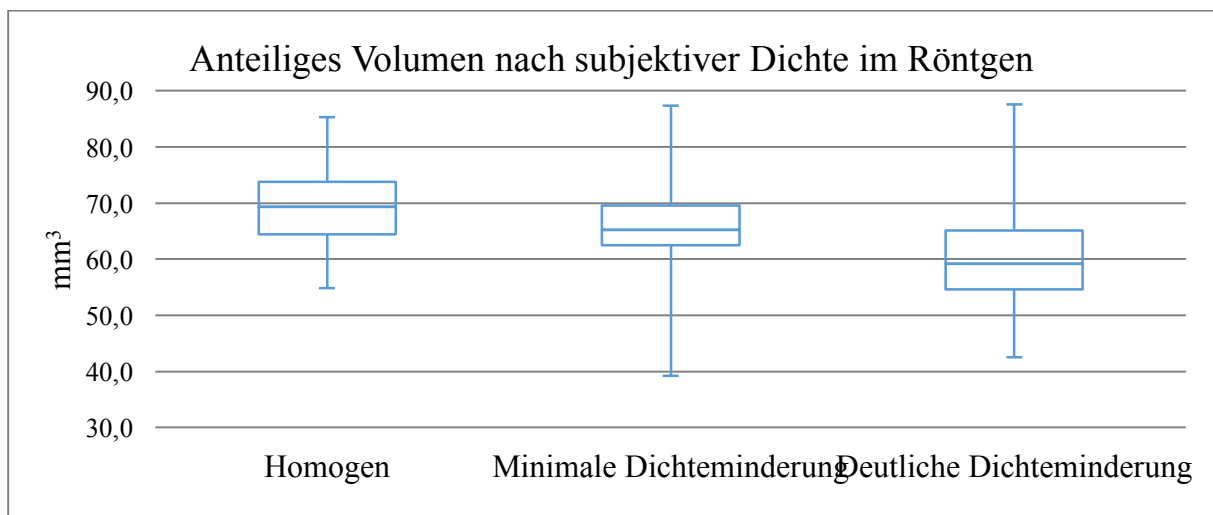 Anteiliges Volumen nach subjektiver Dichte im Röntgen
90,0
80,0
70,0
60,0
50,0
40,0
30,0
mm³
Homogen
Minimale Dichteminderung
Deutliche Dichteminderung